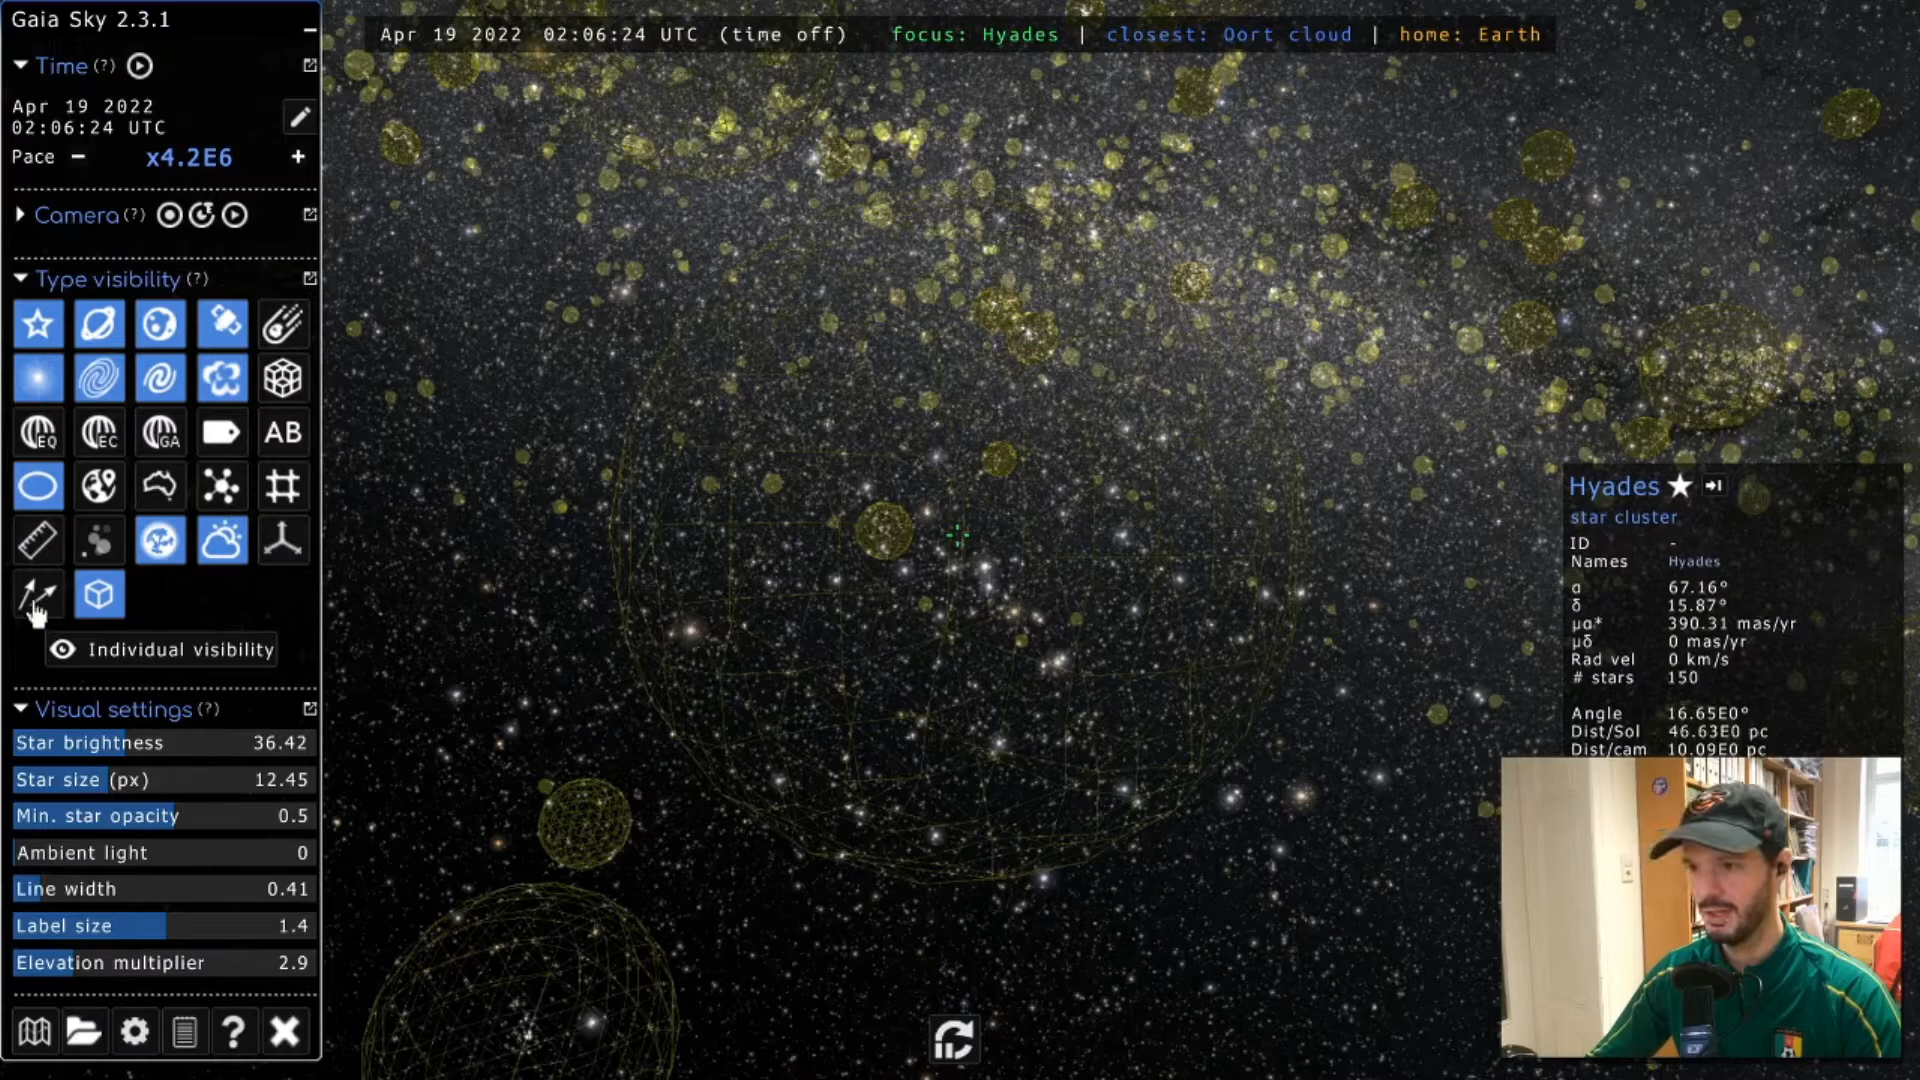 Gaia Sky 2.3.1
Apr 19 2022 02:06:24 UTC (time off) focus: Hyades | closest: Oort cloud | home: Earth
Time (?)
Apr 19 2022
02:06:24 UTC
Pace − x4.2E6 +
Camera (?)
Type visibility (?)
EQ EC GA AB
Individual visibility
Visual settings (?)
Star brightness 36.42
Star size (px) 12.45
Min. star opacity 0.5
Ambient light 0
Line width 0.41
Label size 1.4
Elevation multiplier 2.9
?
Hyades
star cluster
ID -
Names Hyades
α 67.16°
δ 15.87°
μα* 390.31 mas/yr
μδ 0 mas/yr
Rad vel 0 km/s
# stars 150
Angle 16.65E0°
Dist/Sol 46.63E0 pc
Dist/cam 10.09E0 pc